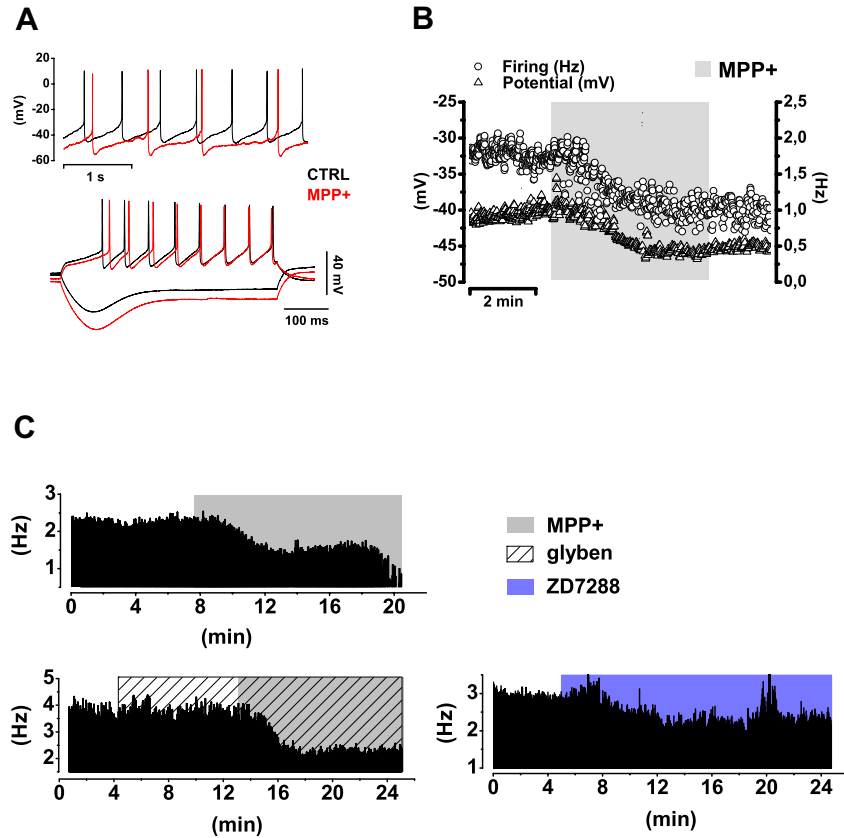 A
20
0
-20
-40
-60
(mV)
1 s
CTRL
MPP+
40 mV
100 ms
B
Firing (Hz)
Potential (mV)
MPP+
-25
-30
-35
-40
-45
-50
(mV)
2,5
2,0
1,5
1,0
0,5
0,0
(Hz)
2 min
C
3
2
1
(Hz)
0 4 8 12 16 20
(min)
MPP+
glyben
ZD7288
5
4
3
2
(Hz)
0 4 8 12 16 20 24
(min)
3
2
1
(Hz)
0 4 8 12 16 20 24
(min)